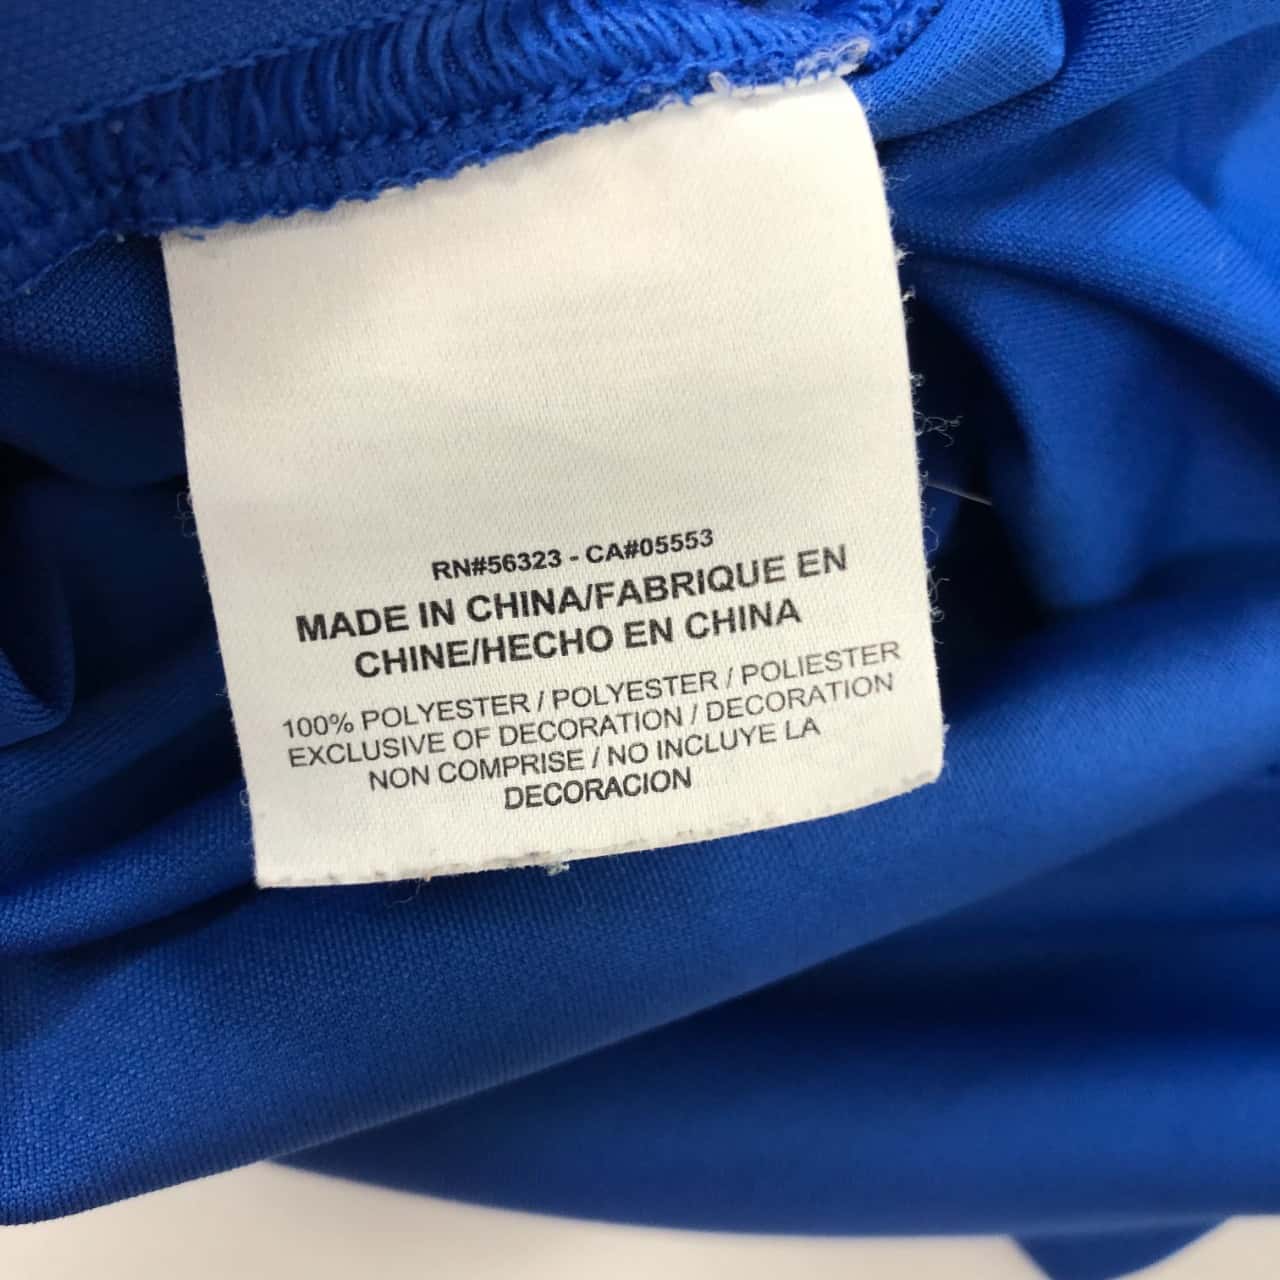 RN#56323 - CA#05553
MADE IN CHINA/FABRIQUE EN
CHINE/HECHO EN CHINA
100% POLYESTER / POLYESTER / POLIESTER
EXCLUSIVE OF DECORATION / DECORATION
NON COMPRISE / NO INCLUYE LA
DECORACION